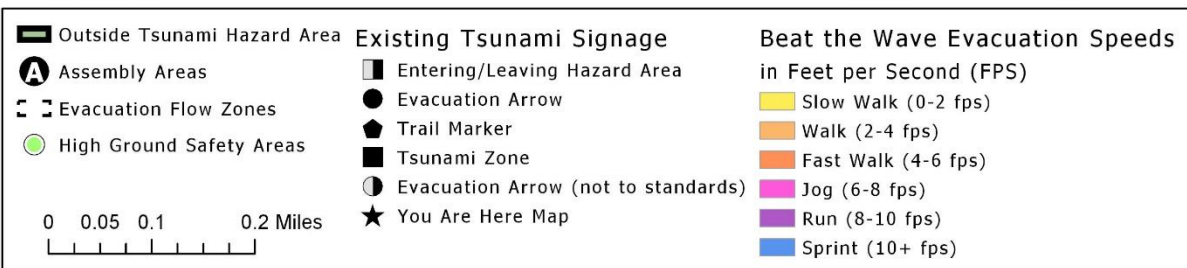 Outside Tsunami Hazard Area
A
Assembly Areas
Evacuation Flow Zones
High Ground Safety Areas
0 0.05 0.1 0.2 Miles
Existing Tsunami Signage
Entering/Leaving Hazard Area
Evacuation Arrow
Trail Marker
Tsunami Zone
Evacuation Arrow (not to standards)
You Are Here Map
Beat the Wave Evacuation Speeds
in Feet per Second (FPS)
Slow Walk (0-2 fps)
Walk (2-4 fps)
Fast Walk (4-6 fps)
Jog (6-8 fps)
Run (8-10 fps)
Sprint (10+ fps)